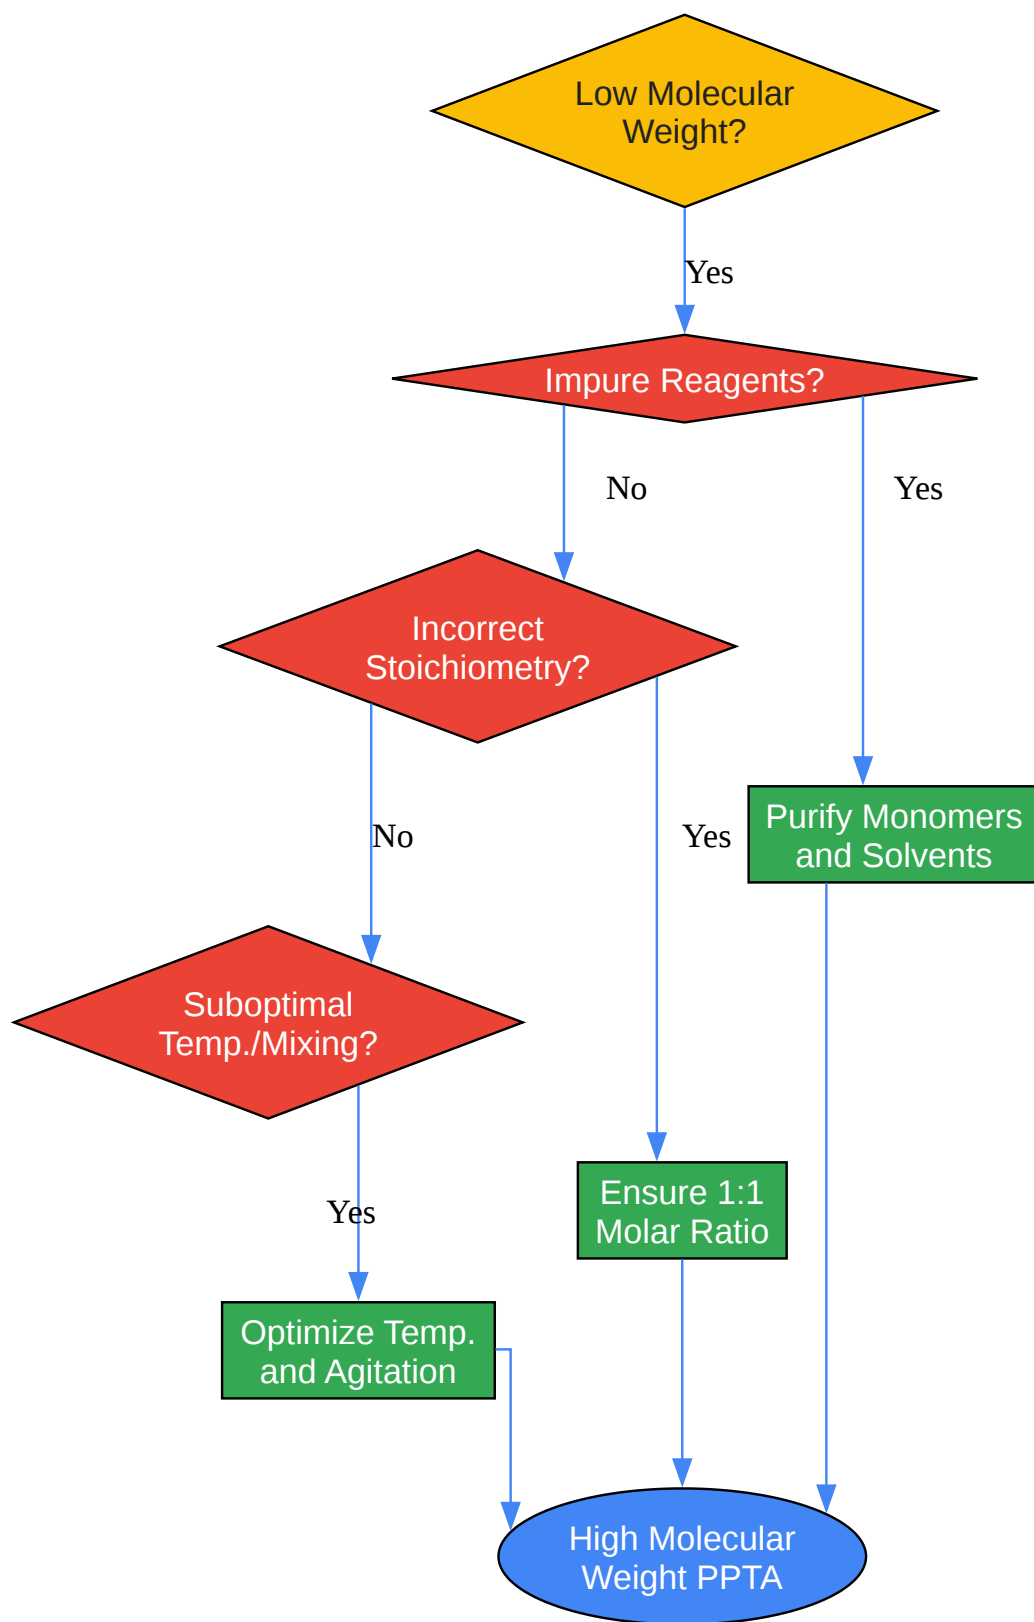 Low Molecular
Weight?
Yes
Impure Reagents?
No
Yes
Incorrect
Stoichiometry?
Purify Monomers
and Solvents
No
Yes
Suboptimal
Temp./Mixing?
Ensure 1:1
Molar Ratio
Yes
Optimize Temp.
and Agitation
High Molecular
Weight PPTA